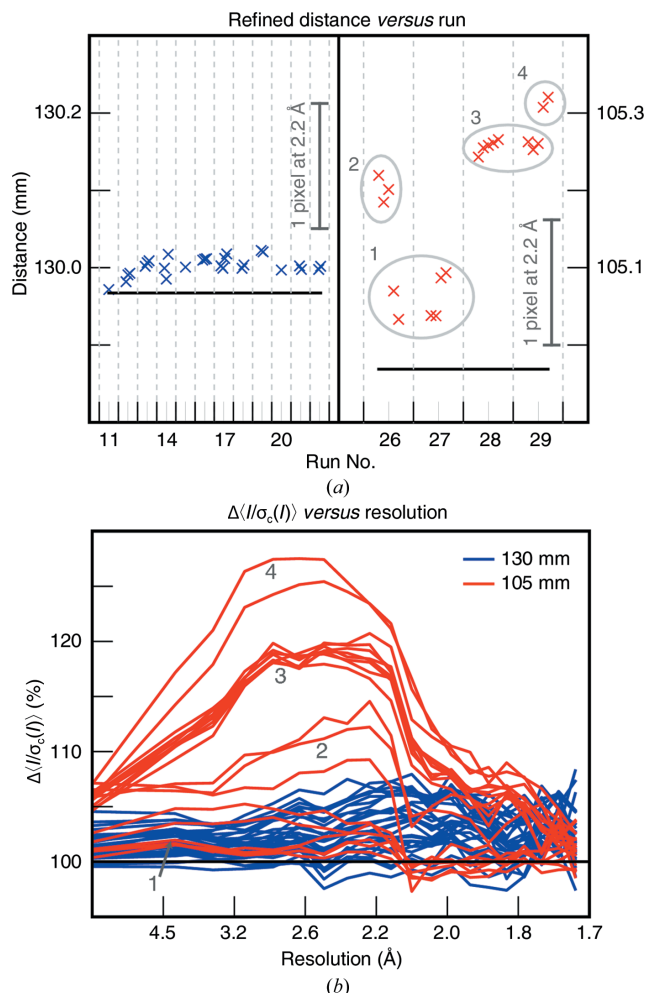 Refined distance versus run
130.2
130.0
Distance (mm)
1 pixel at 2.2 Å
4
3
2
1
1 pixel at 2.2 Å
105.3
105.1
11 14 17 20 26 27 28 29
Run No.
(a)
Δ⟨I/σc(I)⟩ versus resolution
130 mm
105 mm
4
3
2
1
120
110
100
Δ⟨I/σc(I)⟩ (%)
4.5 3.2 2.6 2.2 2.0 1.8 1.7
Resolution (Å)
(b)